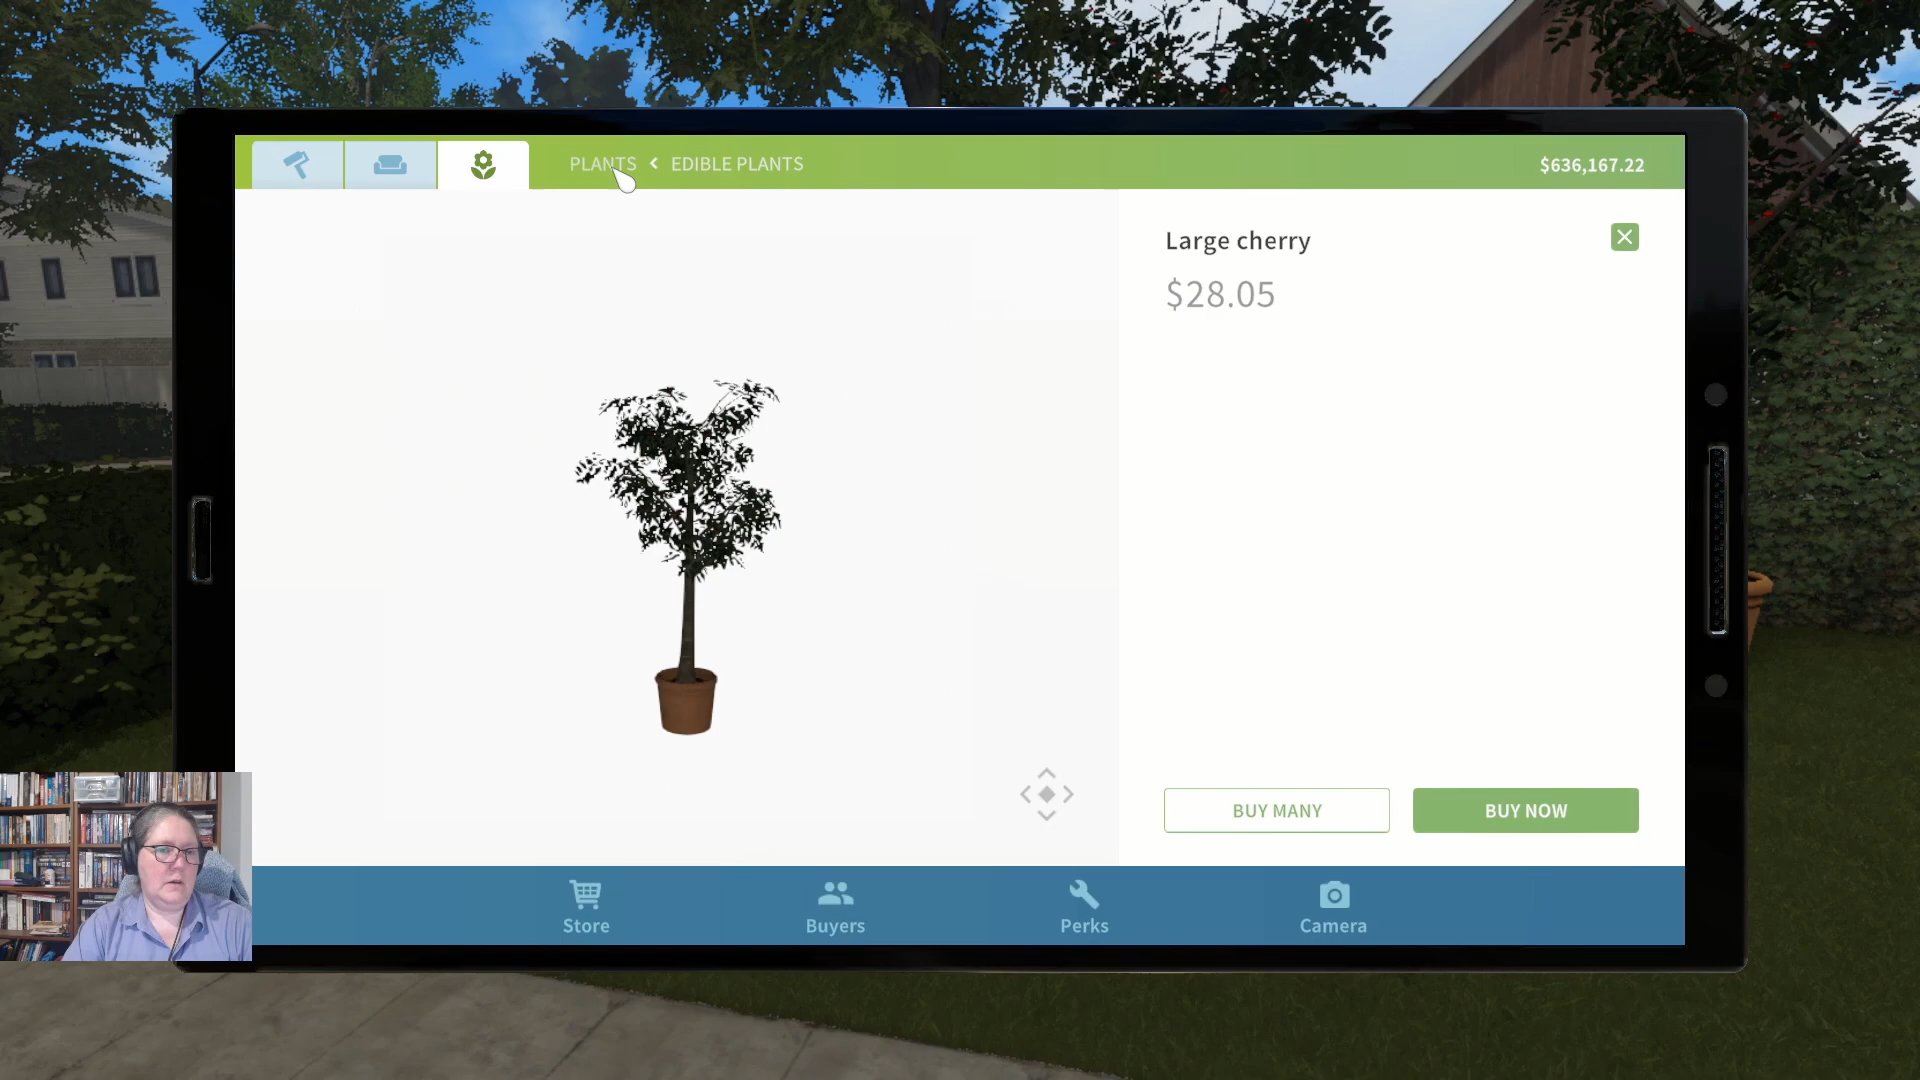 PLANTS < EDIBLE PLANTS
$636,167.22
Large cherry
$28.05
BUY MANY
BUY NOW
Store
Buyers
Perks
Camera